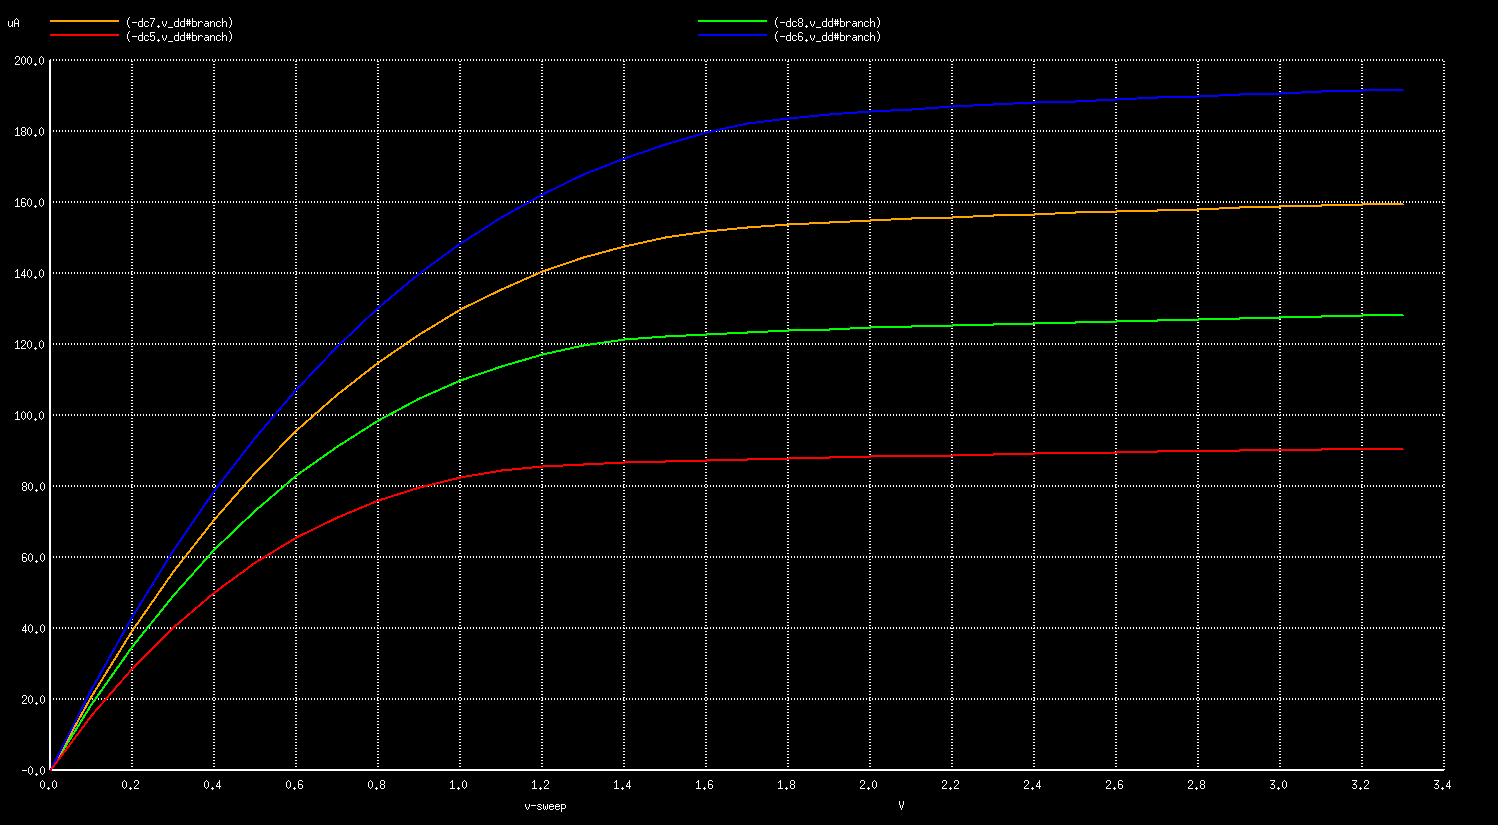 uA
(-dc7.v_dd#branch) (-dc8.v_dd#branch)
(-dc5.v_dd#branch) (-dc6.v_dd#branch)
200.0
180.0
160.0
140.0
120.0
100.0
80.0
60.0
40.0
20.0
-0.0
0.0 0.2 0.4 0.6 0.8 1.0 1.2 1.4 1.6 1.8 2.0 2.2 2.4 2.6 2.8 3.0 3.2 3.4
v-sweep V